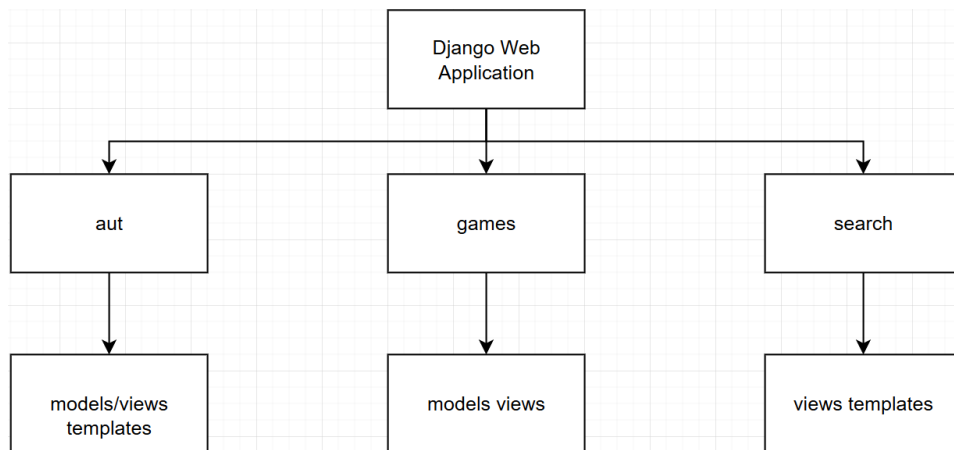 Django Web
Application
aut
games
search
models/views
templates
models views
views templates